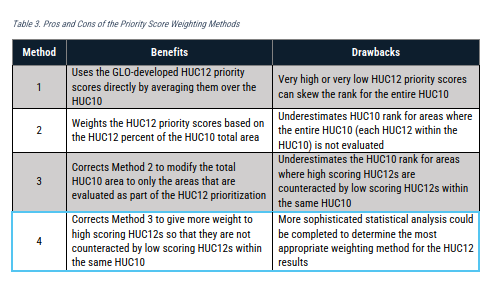 Table 3. Pros and Cons of the Priority Score Weighting Methods
Method Benefits Drawbacks
1
Uses the GLO-developed HUC12 priority
scores directly by averaging them over the
HUC10
Very high or very low HUC12 priority scores
can skew the rank for the entire HUC10
2
Weights the HUC12 priority scores based on
the HUC12 percent of the HUC10 total area
Underestimates HUC10 rank for areas where
the entire HUC10 (each HUC12 within the
HUC10) is not evaluated
3
Corrects Method 2 to modify the total
HUC10 area to only the areas that are
evaluated as part of the HUC12 prioritization
Underestimates the HUC10 rank for areas
where high scoring HUC12s are
counteracted by low scoring HUC12s within
the same HUC10
4
Corrects Method 3 to give more weight to
high scoring HUC12s so that they are not
counteracted by low scoring HUC12s within
the same HUC10
More sophisticated statistical analysis could
be completed to determine the most
appropriate weighting method for the HUC12
results